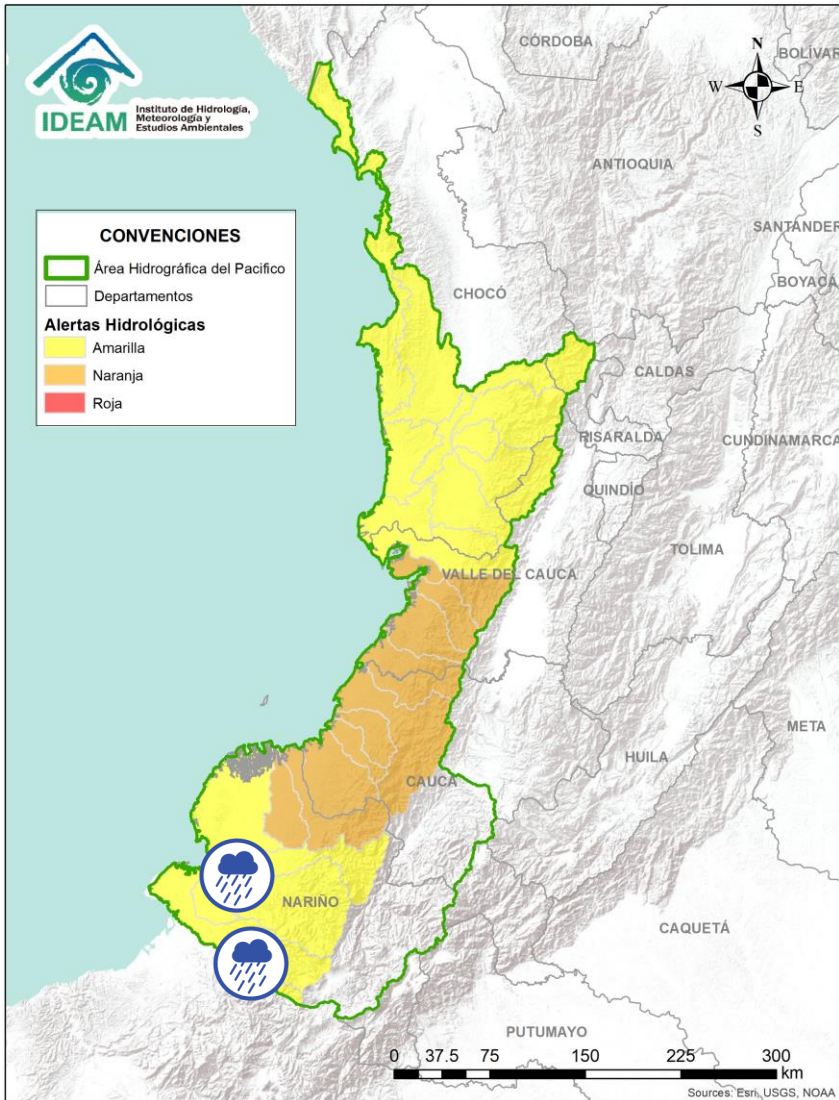 IDEAM
Instituto de Hidrología,
Meteorología y
Estudios Ambientales
CONVENCIONES
Área Hidrográfica del Pacifico
Departamentos
Alertas Hidrológicas
Amarilla
Naranja
Roja
N
W
E
S
CÓRDOBA
BOLÍVAR
ANTIOQUIA
SANTANDER
BOYACÁ
CHOCÓ
CALDAS
RISARALDA
CUNDINAMARCA
QUINDÍO
TOLIMA
VALLE DEL CAUCA
META
HUILA
CAUCA
NARIÑO
CAQUETÁ
PUTUMAYO
0 37.5 75 150 225 300
km
Sources: Esri, USGS, NOAA